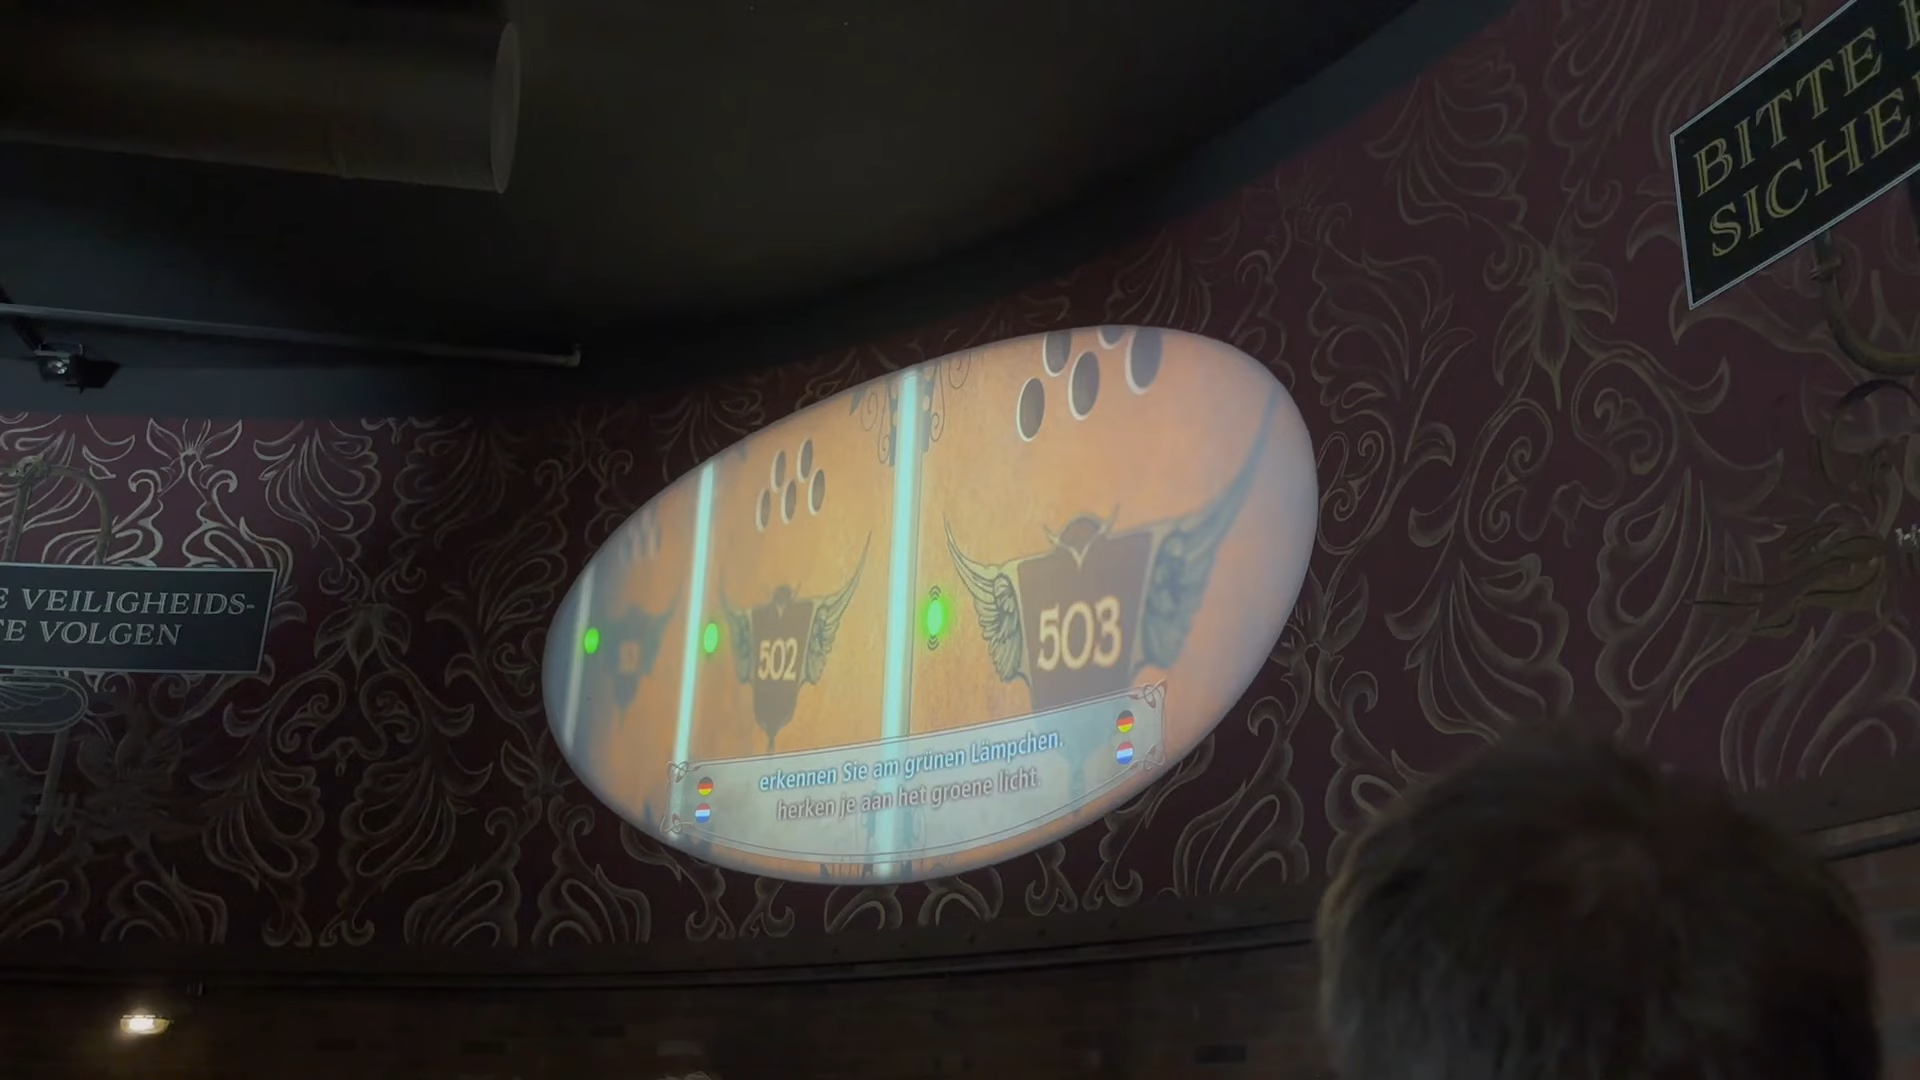 BITTE
SICHE
E VEILIGHEIDS-
TE VOLGEN
502
503
erkennen Sie am grünen Lämpchen.
herken je aan het groene licht.